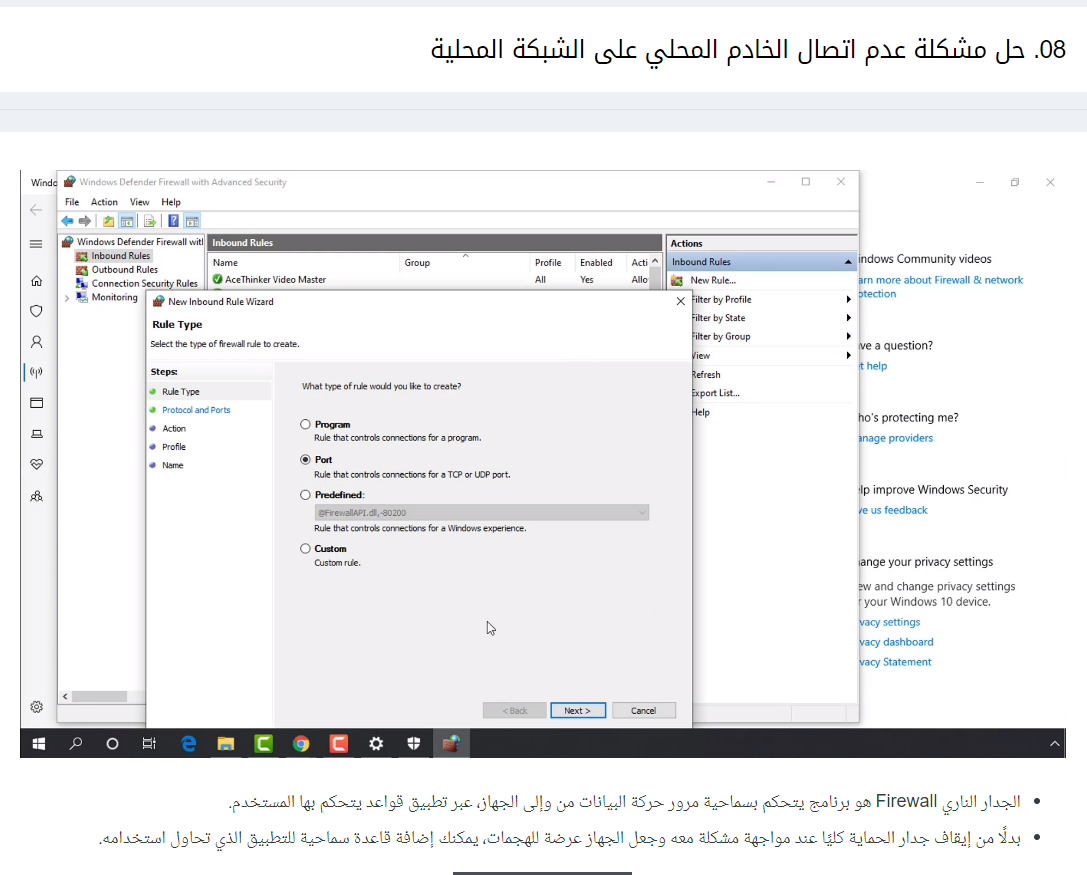 08. حل مشكلة عدم اتصال الخادم المحلي على الشبكة المحلية
Windo
Windows Defender Firewall with Advanced Security
File Action View Help
Windows Defender Firewall witl
Inbound Rules
Outbound Rules
Connection Security Rules
Monitoring
Inbound Rules
Name Group Profile Enabled Acti
AceThinker Video Master All Yes Allo
Actions
Inbound Rules
New Rule...
Filter by Profile
Filter by State
Filter by Group
View
Refresh
Export List...
Help
New Inbound Rule Wizard
Rule Type
Select the type of firewall rule to create.
Steps:
Rule Type
Protocol and Ports
Action
Profile
Name
What type of rule would you like to create?
Program
Rule that controls connections for a program.
Port
Rule that controls connections for a TCP or UDP port.
Predefined:
@FirewallAPI.dll,-80200
Rule that controls connections for a Windows experience.
Custom
Custom rule.
< Back Next > Cancel
indows Community videos
arn more about Firewall & network
otection
ve a question?
t help
ho's protecting me?
anage providers
lp improve Windows Security
ve us feedback
ange your privacy settings
ew and change privacy settings
r your Windows 10 device.
vacy settings
vacy dashboard
vacy Statement
الجدار الناري Firewall هو برنامج يتحكم بسماحية مرور حركة البيانات من وإلى الجهاز، عبر تطبيق قواعد يتحكم بها المستخدم.
بدلًا من إيقاف جدار الحماية كليًا عند مواجهة مشكلة معه وجعل الجهاز عرضة للهجمات، يمكنك إضافة قاعدة سماحية للتطبيق الذي تحاول استخدامه.